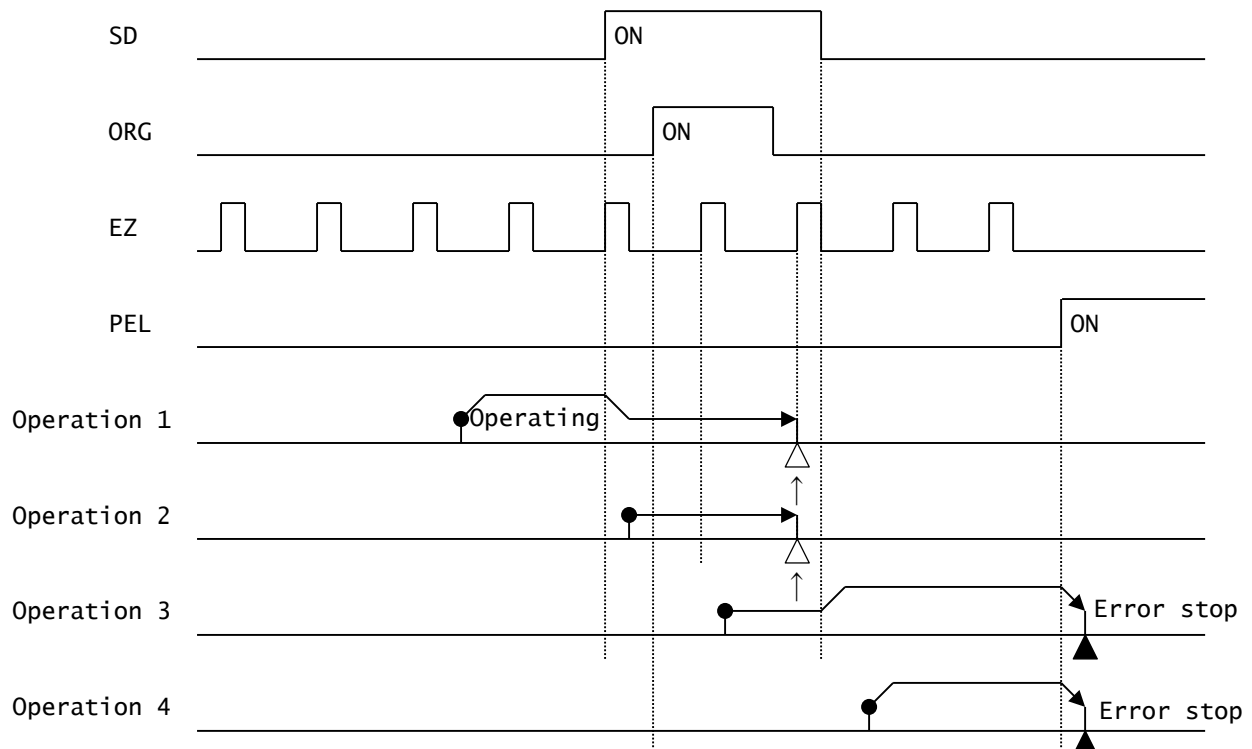 SD
ON
ORG
ON
EZ
PEL
ON
Operation 1
Operating
Operation 2
Operation 3
Error stop
Operation 4
Error stop